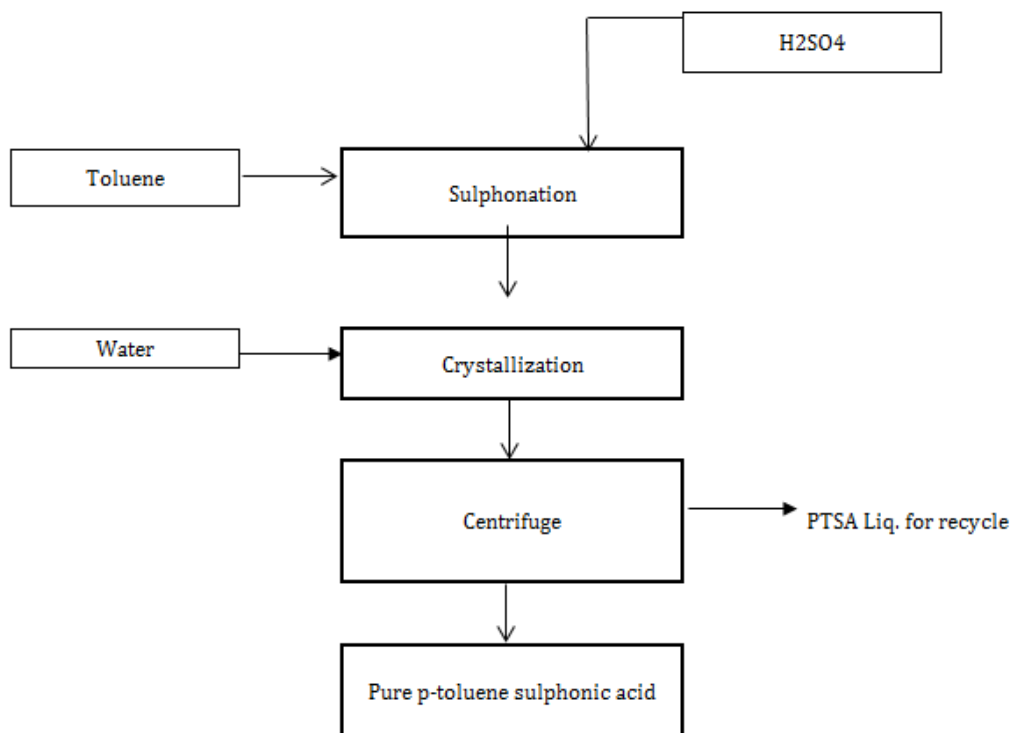 H2SO4
Toluene
Sulphonation
Water
Crystallization
Centrifuge
PTSA Liq. for recycle
Pure p-toluene sulphonic acid